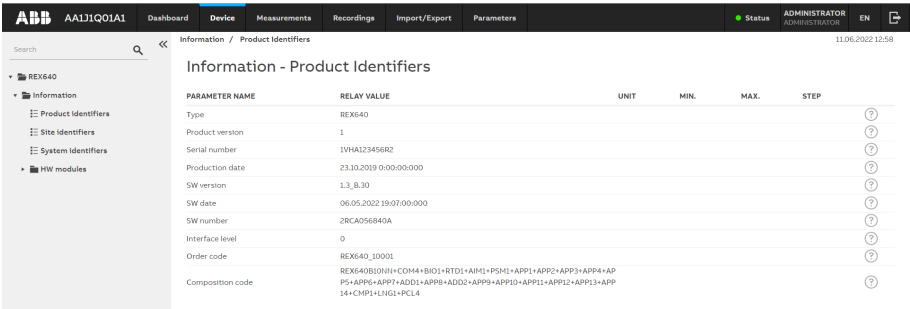 ABB AA1J1Q01A1 Dashboard Device Measurements Recordings Import/Export Parameters Status ADMINISTRATOR EN
ADMINISTRATOR
Search
Information / Product Identifiers 11.06.2022 12:58
Information - Product Identifiers
REX640
Information
Product identifiers
Site identifiers
System identifiers
HW modules
PARAMETER NAME RELAY VALUE UNIT MIN. MAX. STEP
Type REX640 ?
Product version 1 ?
Serial number 1VHA123456R2 ?
Production date 23.10.2019 0:00:00:000 ?
SW version 1.3_B.30 ?
SW date 06.05.2022 19:07:00:000 ?
SW number 2RCA056840A ?
Interface level 0 ?
Order code REX640_10001 ?
Composition code REX640B10NN+COM4+BIO1+RTD1+AIM1+PSM1+APP1+APP2+APP3+APP4+AP ?
P5+APP6+APP7+ADD1+APP8+ADD2+APP9+APP10+APP11+APP12+APP13+APP
14+CMP1+LNG1+PCL4